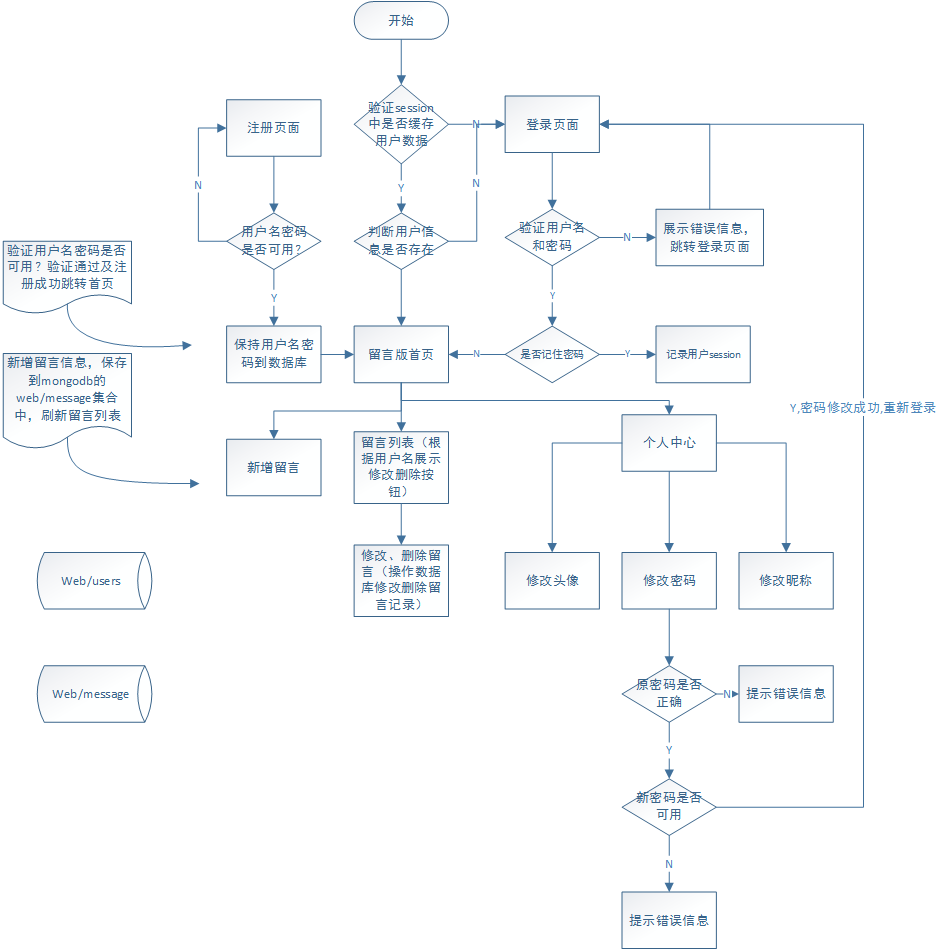 开始
验证session
中是否缓存
用户数据
N
登录页面
注册页面
N
Y
N
用户名密码
是否可用？
判断用户信
息是否存在
验证用户名
和密码
N
展示错误信息，
跳转登录页面
验证用户名密码是否
可用？验证通过及注
册成功跳转首页
Y
Y
保持用户名密
码到数据库
留言版首页
N
是否记住密码
Y
记录用户session
新增留言信息，保存
到mongodb的
web/message集合
中，刷新留言列表
Y,密码修改成功,重新登录
新增留言
留言列表（根
据用户名展示
修改删除按
钮）
个人中心
修改、删除留
言（操作数据
库修改删除留
言记录）
Web/users
修改头像
修改密码
修改昵称
Web/message
原密码是否
正确
N
提示错误信息
Y
新密码是否
可用
N
提示错误信息